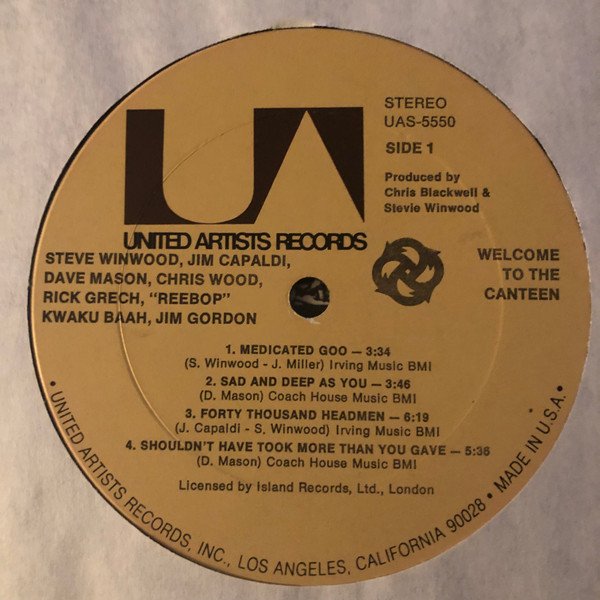 UA
STEREO
UAS-5550
SIDE 1
Produced by
Chris Blackwell &
Stevie Winwood
UNITED ARTISTS RECORDS
STEVE WINWOOD, JIM CAPALDI,
DAVE MASON, CHRIS WOOD,
RICK GRECH, "REEBOP"
KWAKU BAAH, JIM GORDON
WELCOME
TO THE
CANTEEN
1. MEDICATED GOO — 3:34
(S. Winwood - J. Miller) Irving Music BMI
2. SAD AND DEEP AS YOU — 3:46
(D. Mason) Coach House Music BMI
3. FORTY THOUSAND HEADMEN — 6:19
(J. Capaldi - S. Winwood) Irving Music BMI
4. SHOULDN'T HAVE TOOK MORE THAN YOU GAVE — 5:36
(D. Mason) Coach House Music BMI
Licensed by Island Records, Ltd., London
• UNITED ARTISTS RECORDS, INC., LOS ANGELES, CALIFORNIA 90028 • MADE IN U.S.A. •